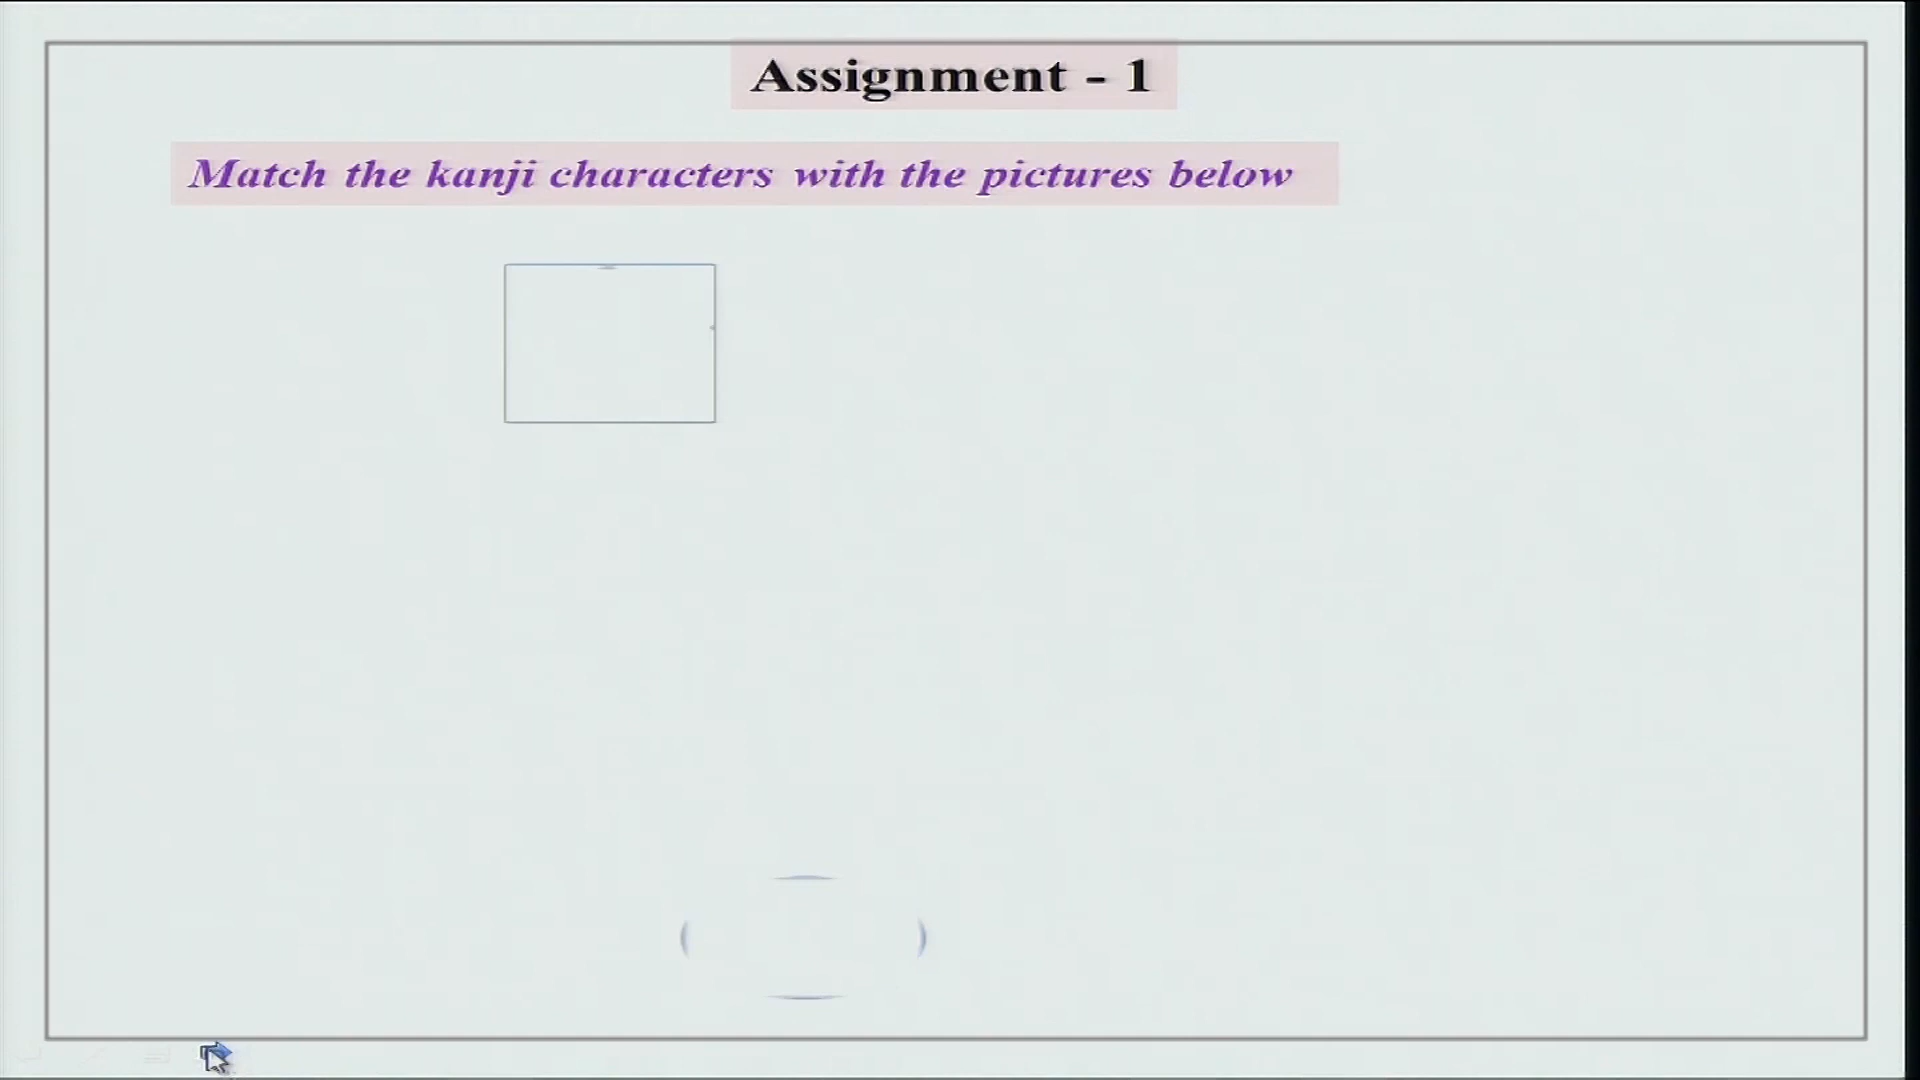 Assignment - 1
Match the kanji characters with the pictures below